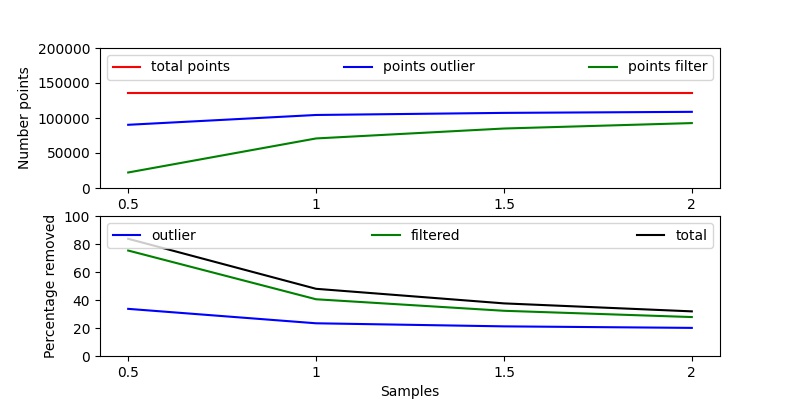 200000
total points points outlier points filter
150000
100000
50000
0
Number points
0.5 1 1.5 2
100
outlier filtered total
80
60
40
20
0
Percentage removed
0.5 1 1.5 2
Samples